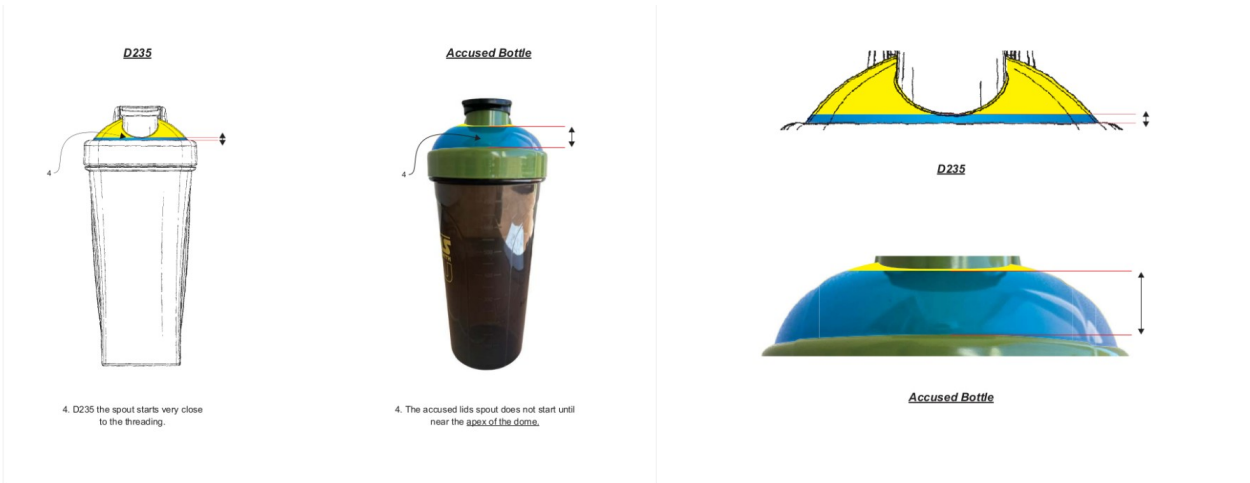 D235
Accused Bottle
4
4
4. D235 the spout starts very close
to the threading.
4. The accused lids spout does not start until
near the apex of the dome.
D235
Accused Bottle